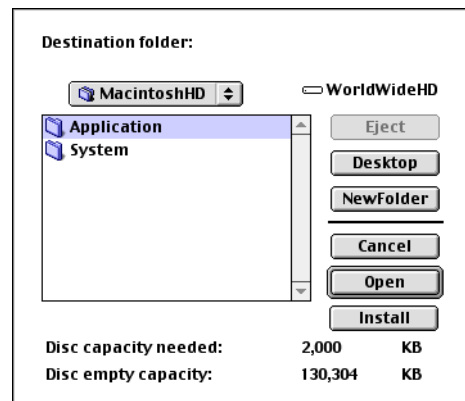 Destination folder:
MacintoshHD
WorldWideHD
Application
System
Eject
Desktop
NewFolder
Cancel
Open
Install
Disc capacity needed: 2,000 KB
Disc empty capacity: 130,304 KB